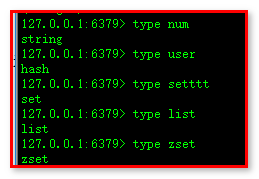 127.0.0.1:6379> type num
string
127.0.0.1:6379> type user
hash
127.0.0.1:6379> type setttt
set
127.0.0.1:6379> type list
list
127.0.0.1:6379> type zset
zset